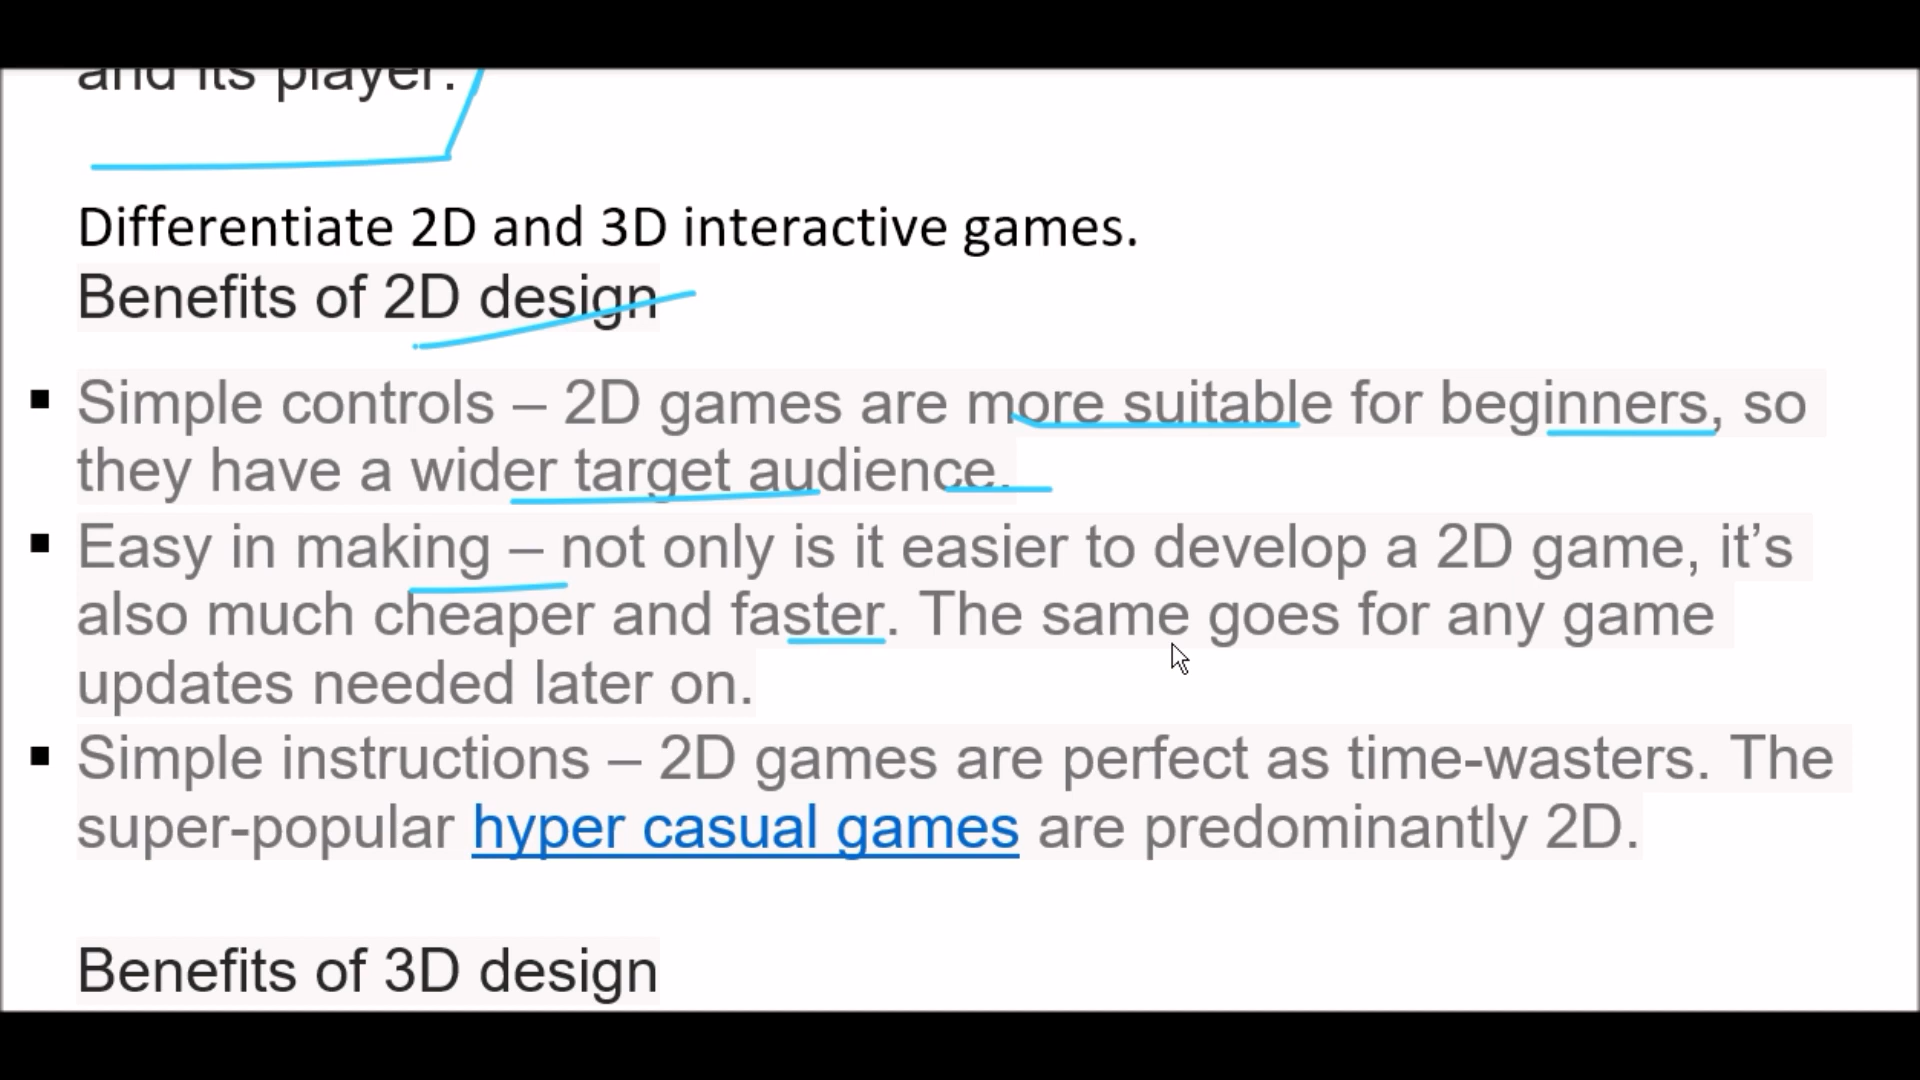 and its player.
Differentiate 2D and 3D interactive games.
Benefits of 2D design
▪ Simple controls – 2D games are more suitable for beginners, so
they have a wider target audience.
▪ Easy in making – not only is it easier to develop a 2D game, it’s
also much cheaper and faster. The same goes for any game
updates needed later on.
▪ Simple instructions – 2D games are perfect as time-wasters. The
super-popular hyper casual games are predominantly 2D.
Benefits of 3D design